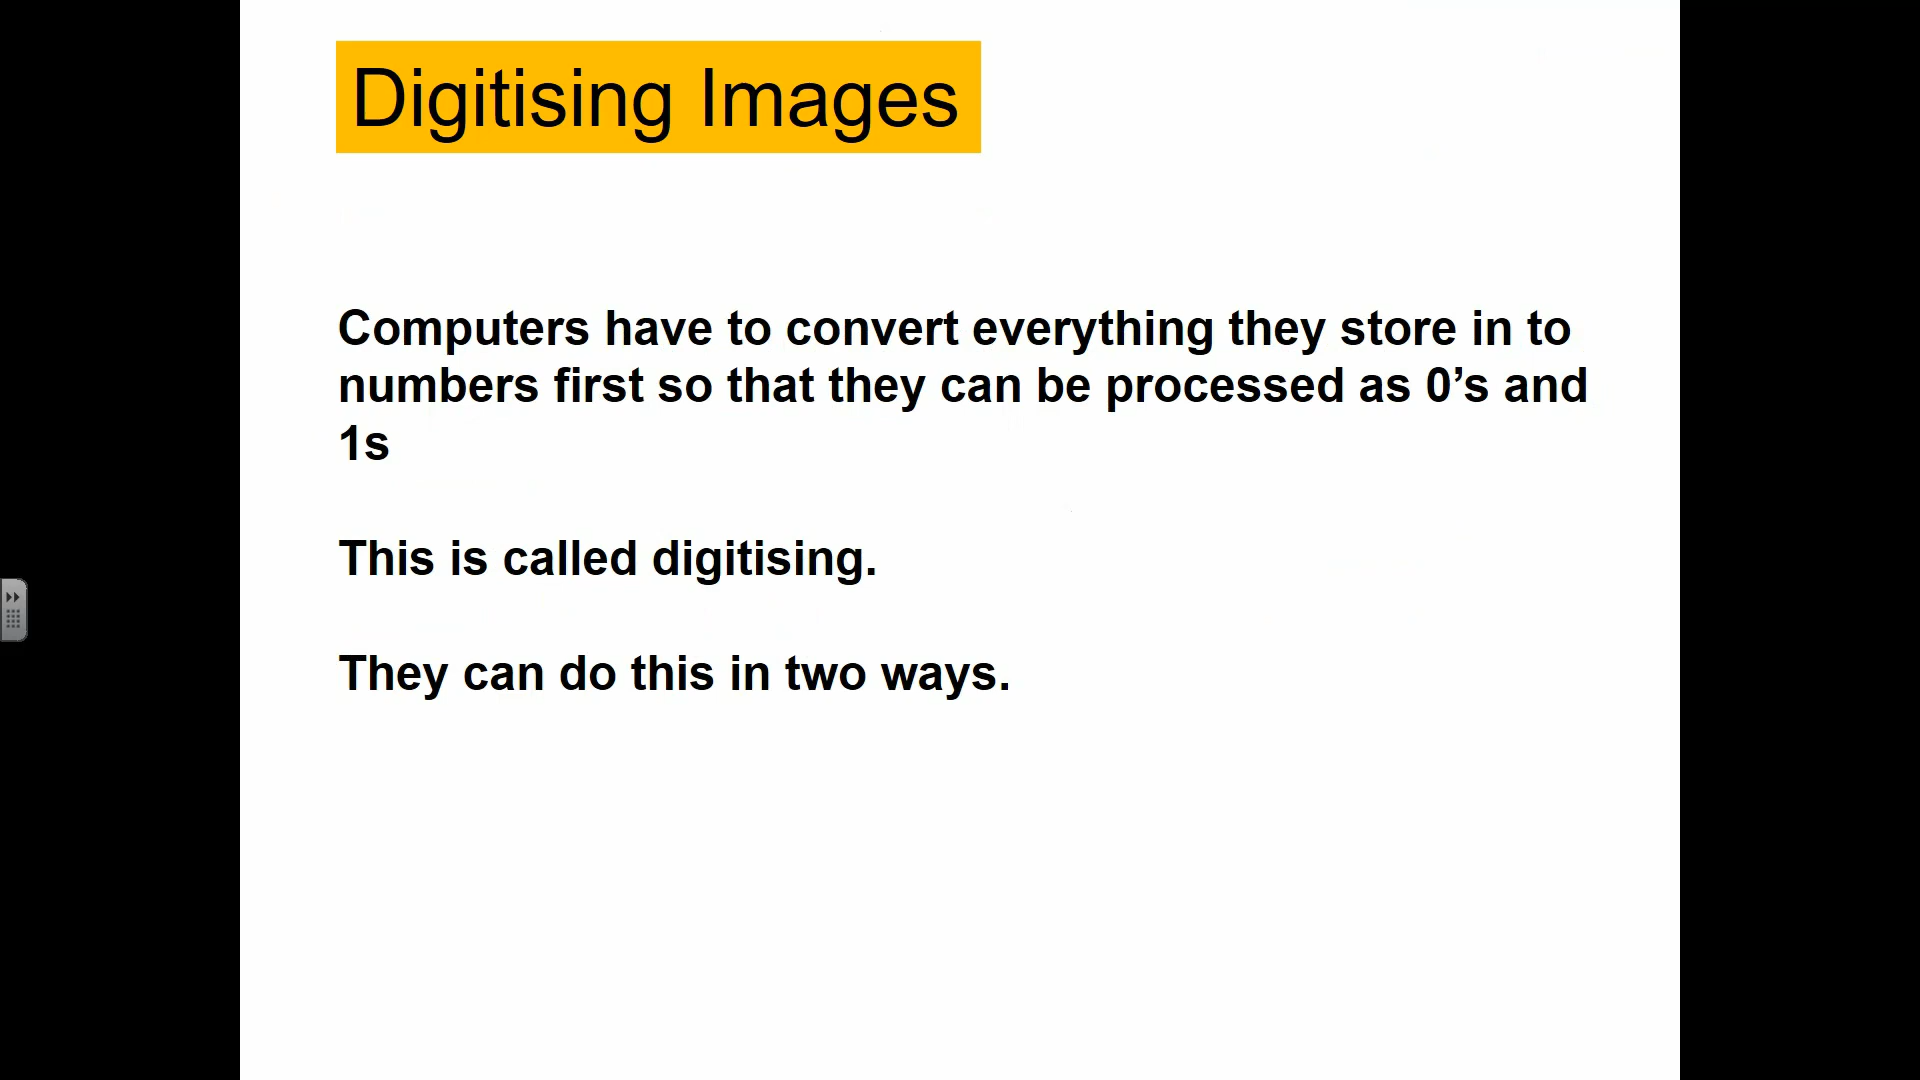 Digitising Images
Computers have to convert everything they store in to
numbers first so that they can be processed as 0’s and
1s
This is called digitising.
They can do this in two ways.